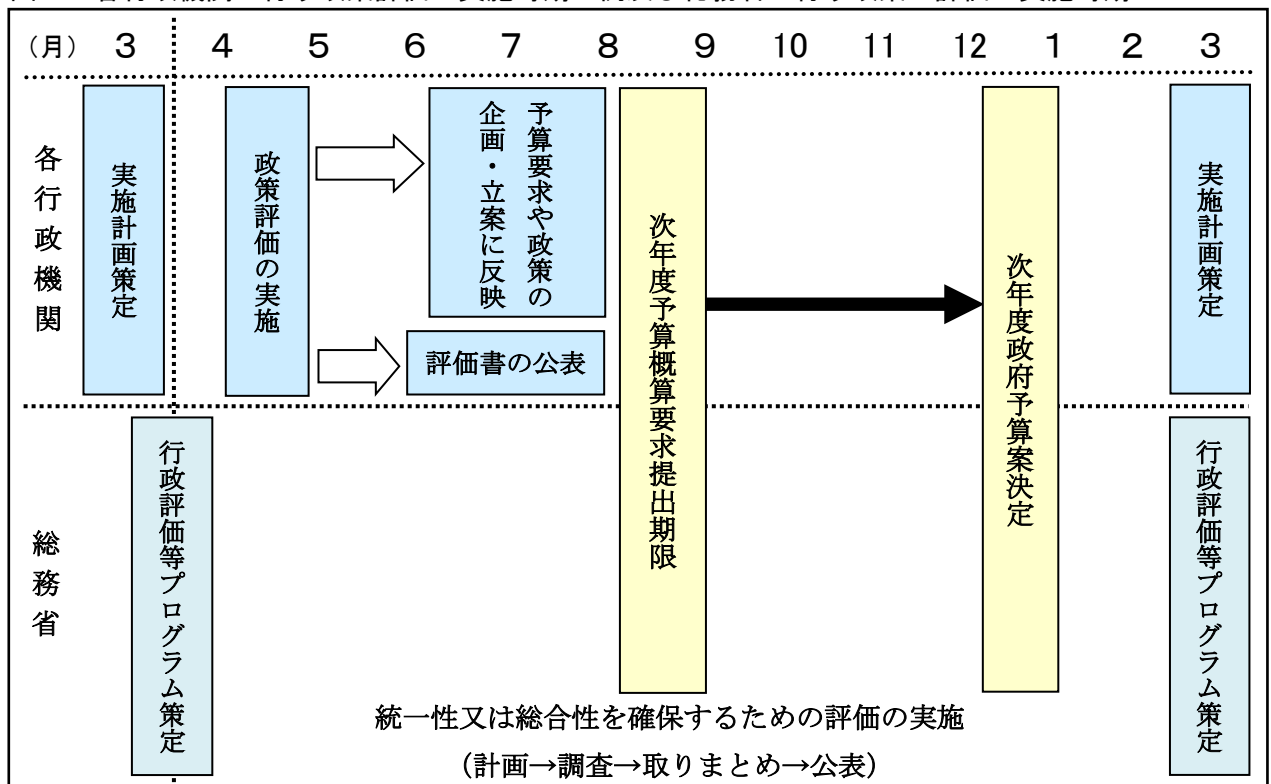 （月） 3 4 5 6 7 8 9 10 11 12 1 2 3
各行政機関
実施計画策定
政策評価の実施
予算要求や政策の
企画・立案に反映
評価書の公表
次年度予算概算要求提出期限
次年度政府予算案決定
実施計画策定
総務省
行政評価等プログラム策定
行政評価等プログラム策定
統一性又は総合性を確保するための評価の実施
（計画→調査→取りまとめ→公表）